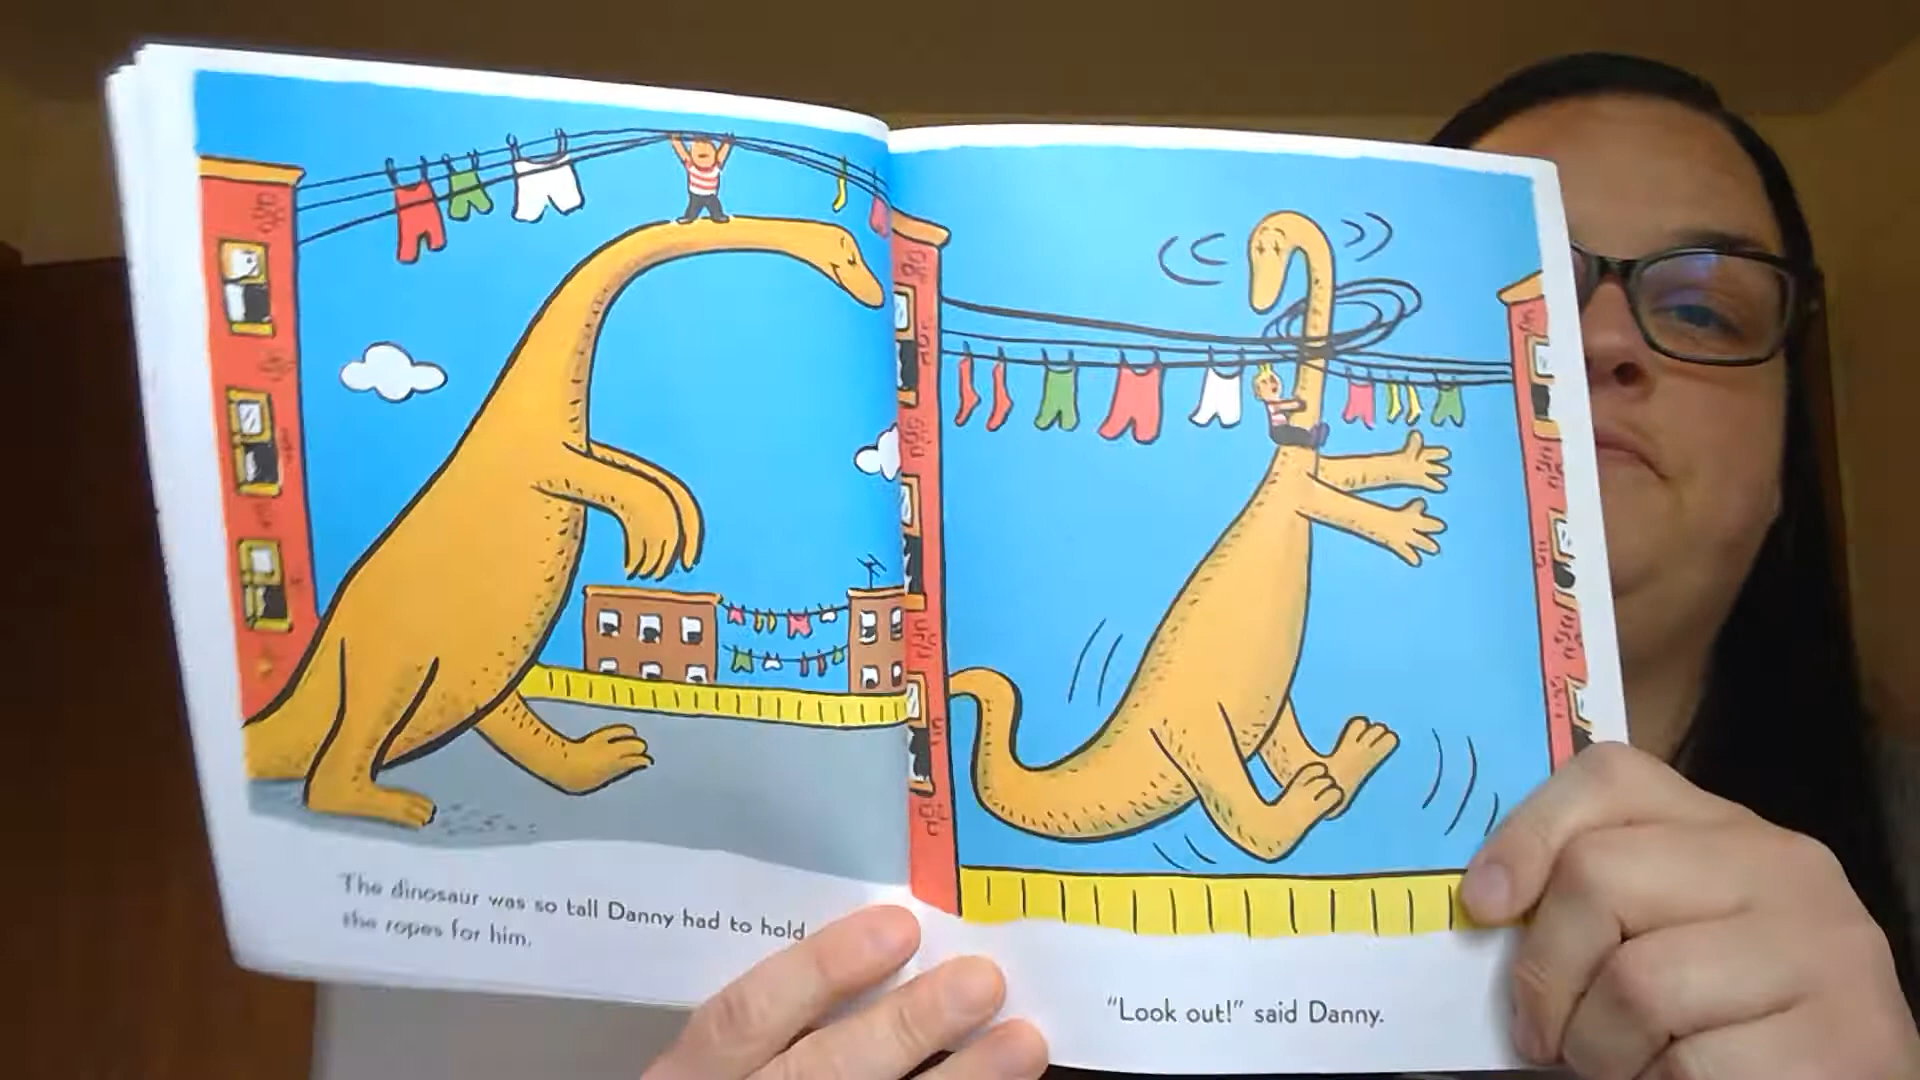 The dinosaur was so tall Danny had to hold
the ropes for him.
"Look out!" said Danny.